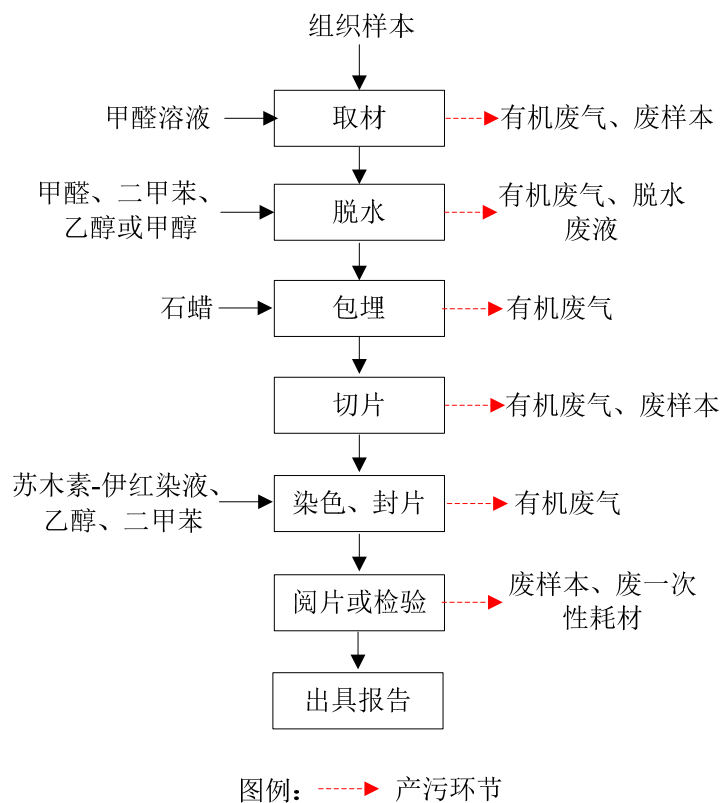 组织样本
甲醛溶液
取材
有机废气、废样本
甲醛、二甲苯、
乙醇或甲醇
脱水
有机废气、脱水
废液
石蜡
包埋
有机废气
切片
有机废气、废样本
苏木素-伊红染液、
乙醇、二甲苯
染色、封片
有机废气
阅片或检验
废样本、废一次
性耗材
出具报告
图例：
产污环节